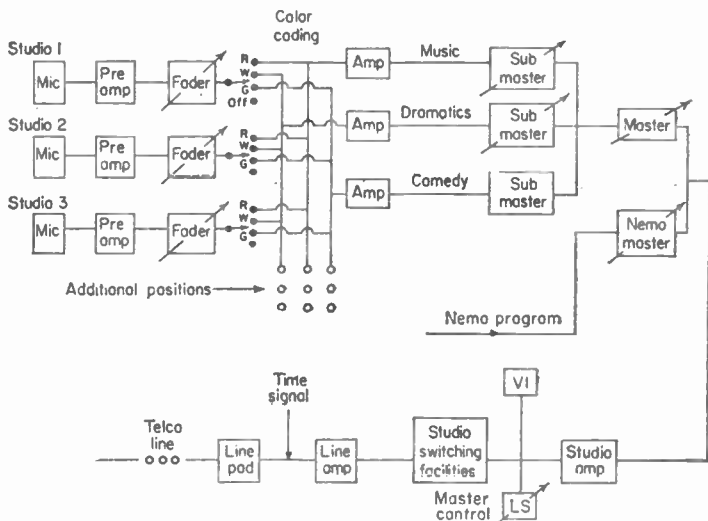 Color
coding
Studio 1
Mic
Pre
amp
Fader
R
W
G
Off
Amp
Music
Sub
master
Studio 2
Mic
Pre
amp
Fader
R
W
G
Amp
Dramatics
Sub
master
Master
Studio 3
Mic
Pre
amp
Fader
R
W
G
Amp
Comedy
Sub
master
Nemo
master
Additional positions
Nemo program
Time
signal
VI
Telco
line
Line
pad
Line
amp
Studio
switching
facilities
Studio
amp
Master
control
LS